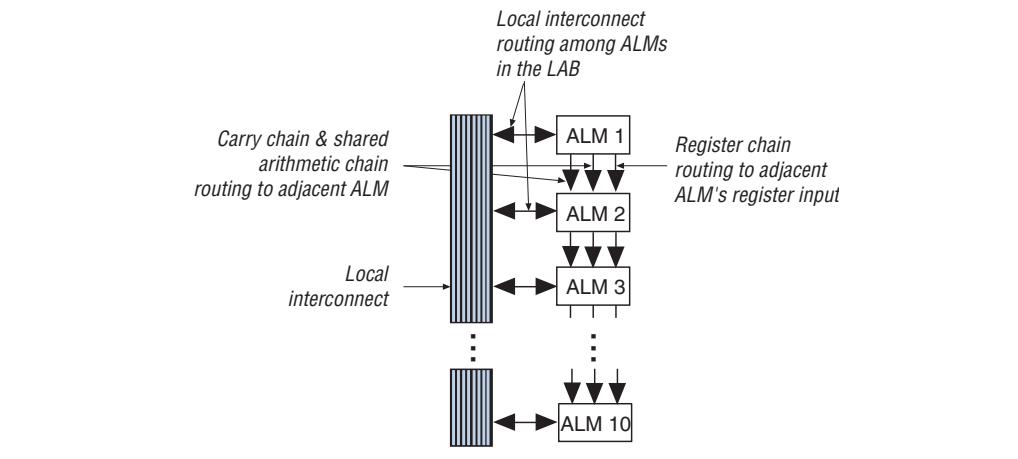 Local interconnect
routing among ALMs
in the LAB
Carry chain & shared
arithmetic chain
routing to adjacent ALM
ALM 1
Register chain
routing to adjacent
ALM's register input
ALM 2
Local
interconnect
ALM 3
ALM 10